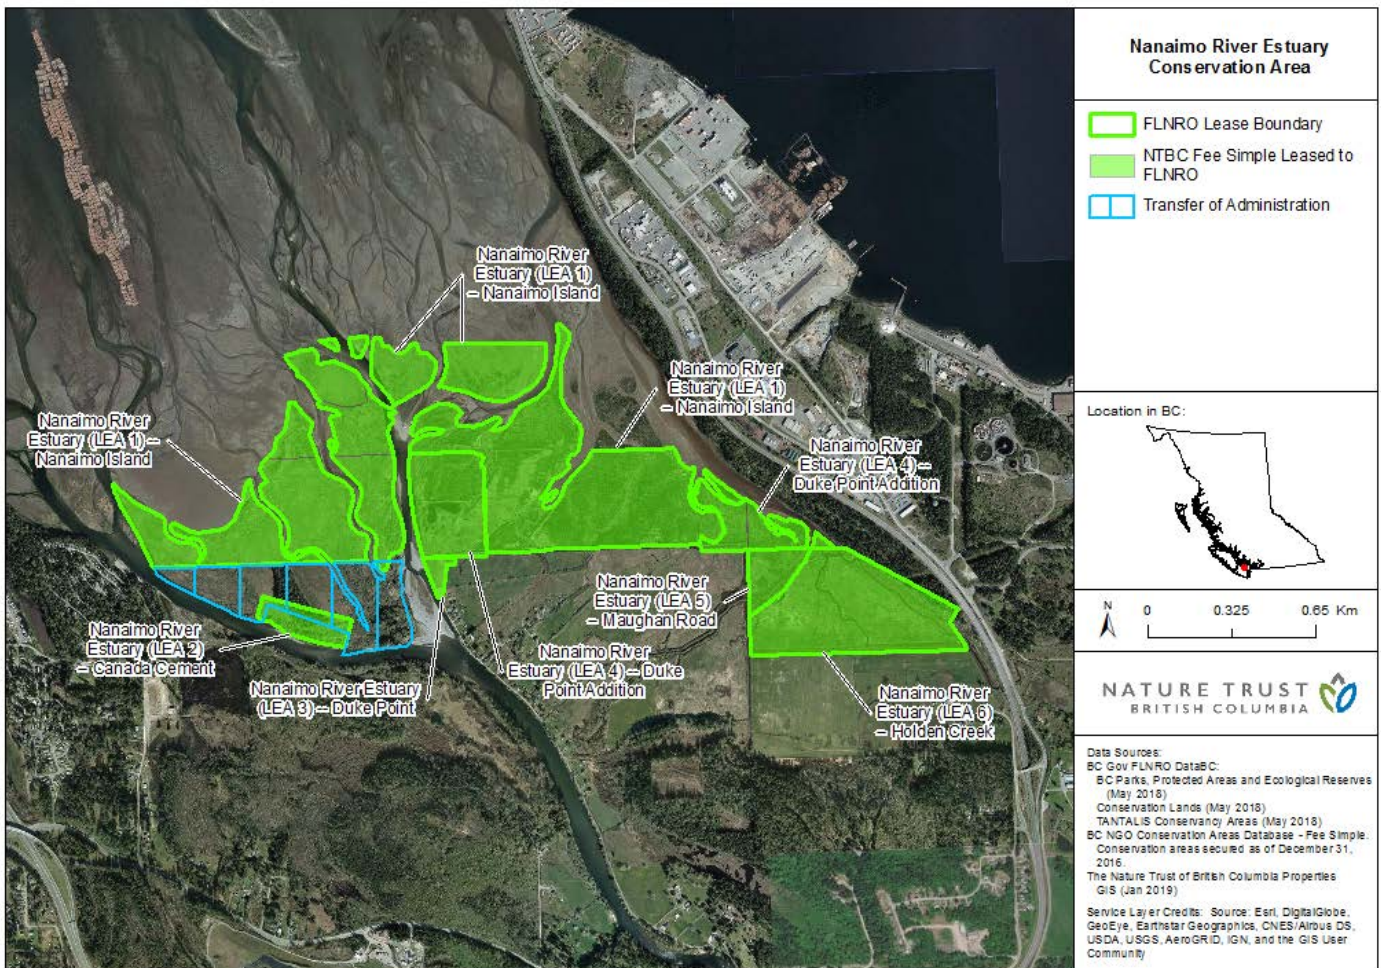 Nanaimo River Estuary
Conservation Area
FLNRO Lease Boundary
NTBC Fee Simple Leased to
FLNRO
Transfer of Administration
Location in BC:
N
0 0.325 0.65 Km
NATURE TRUST
BRITISH COLUMBIA
Data Sources:
BC Gov FLNRO DataBC:
BC Parks, Protected Areas and Ecological Reserves
(May 2018)
Conservation Lands (May 2018)
TANTALIS Conservancy Areas (May 2018)
BC NGO Conservation Areas Database - Fee Simple.
Conservation areas secured as of December 31,
2016.
The Nature Trust of British Columbia Properties
GIS (Jan 2019)
Service Layer Credits: Source: Esri, DigitalGlobe,
GeoEye, Earthstar Geographics, CNES/Airbus DS,
USDA, USGS, AeroGRID, IGN, and the GIS User
Community
Nanaimo River
Estuary (LEA 1i)
– Nanaimo Island
Nanaimo River
Estuary (LEA 1)
– Nanaimo Island
Nanaimo River
Estuary (LEA 1i) –
Nanaimo Island
Nanaimo River
Estuary (LEA 4) –
Duke Point Addition
Nanaimo River
Estuary (LEA 5)
– Maughan Road
Nanaimo River
Estuary (LEA 2)
– Canada Cement
Nanaimo River Estuary
(LEA 3) – Duke Point
Nanaimo River
Estuary (LEA 4) – Duke
Point Addition
Nanaimo River
Estuary (LEA 6)
– Holden Creek